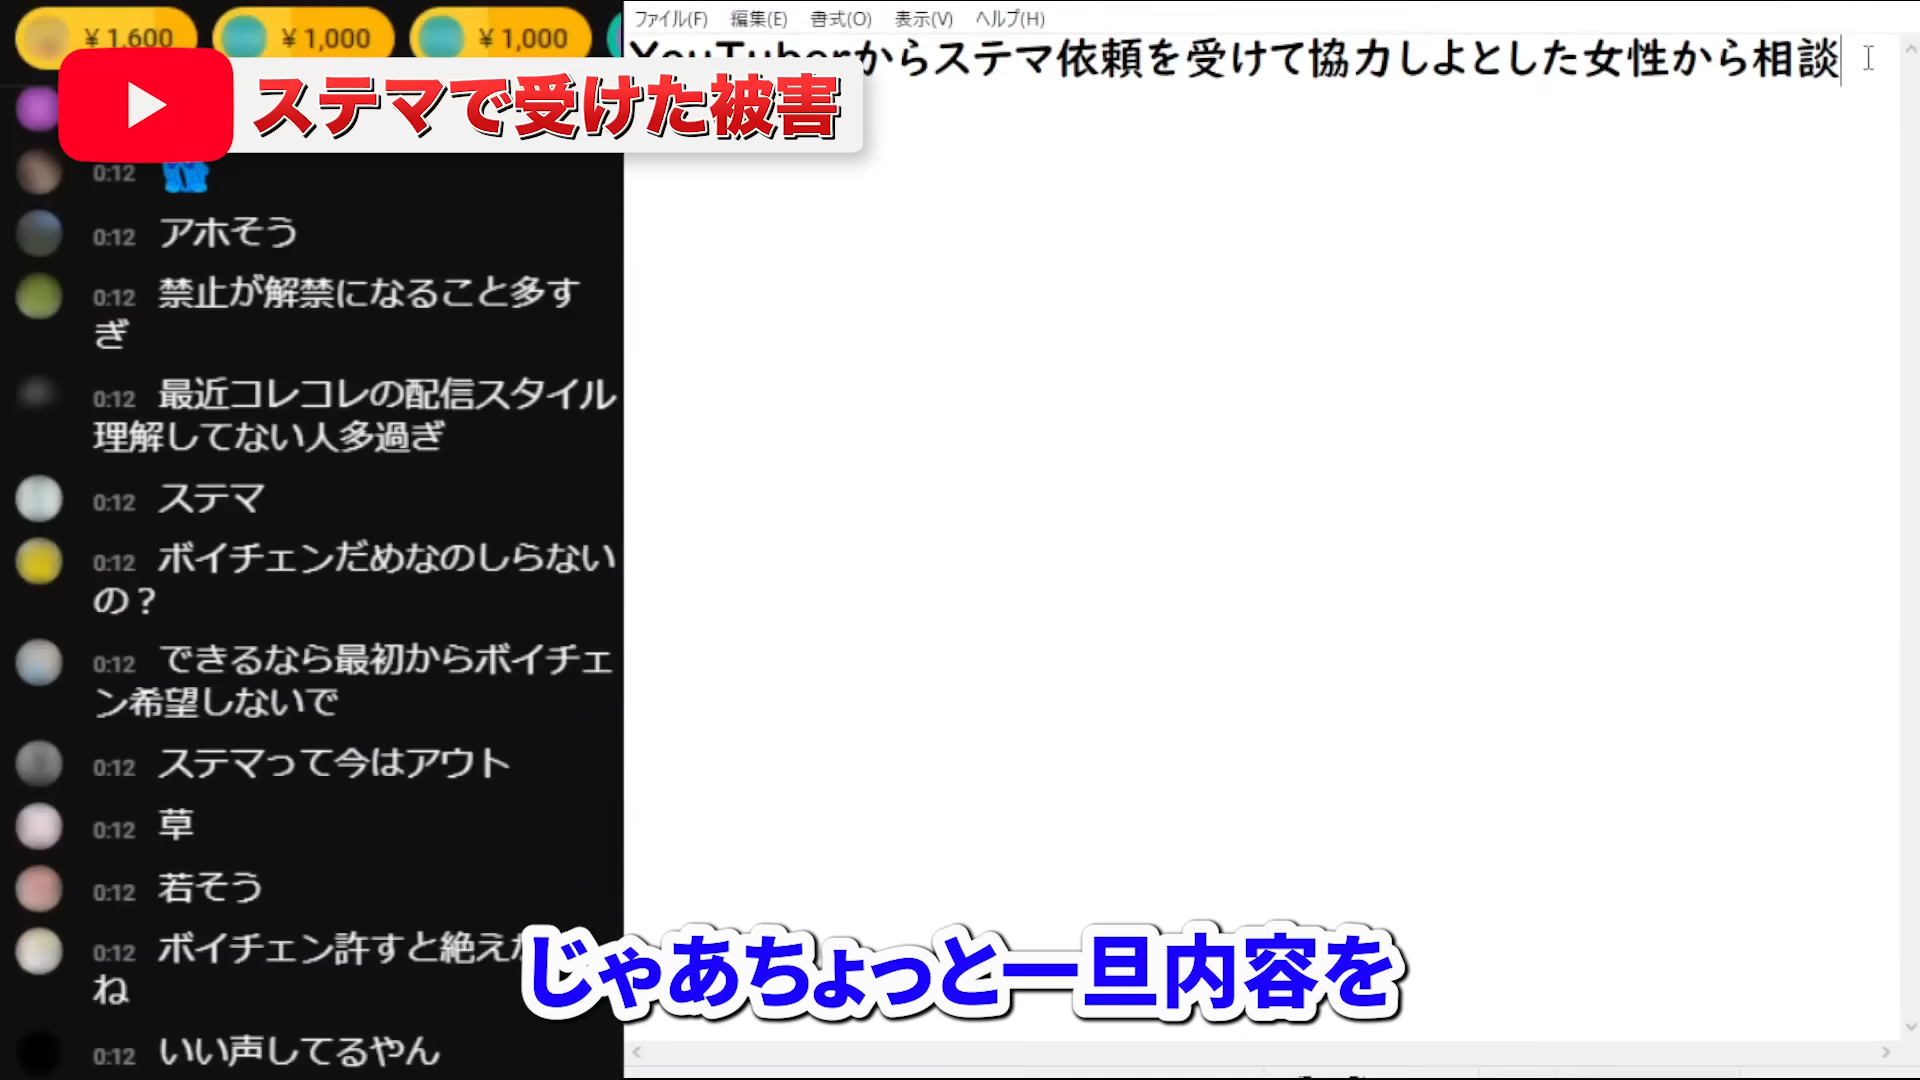 ¥1,600
¥1,000
¥1,000
ファイル(F) 編集(E) 書式(O) 表示(V) ヘルプ(H)
YouTuberからステマ依頼を受けて協力しよとした女性から相談
ステマで受けた被害
0:12
0:12 アホそう
0:12 禁止が解禁になること多す
ぎ
0:12 最近コレコレの配信スタイル
理解してない人多過ぎ
0:12 ステマ
0:12 ボイチェンだめなのしらない
の？
0:12 できるなら最初からボイチェ
ン希望しないで
0:12 ステマって今はアウト
0:12 草
0:12 若そう
0:12 ボイチェン許すと絶え
ね
0:12 いい声してるやん
じゃあちょっと一旦内容を